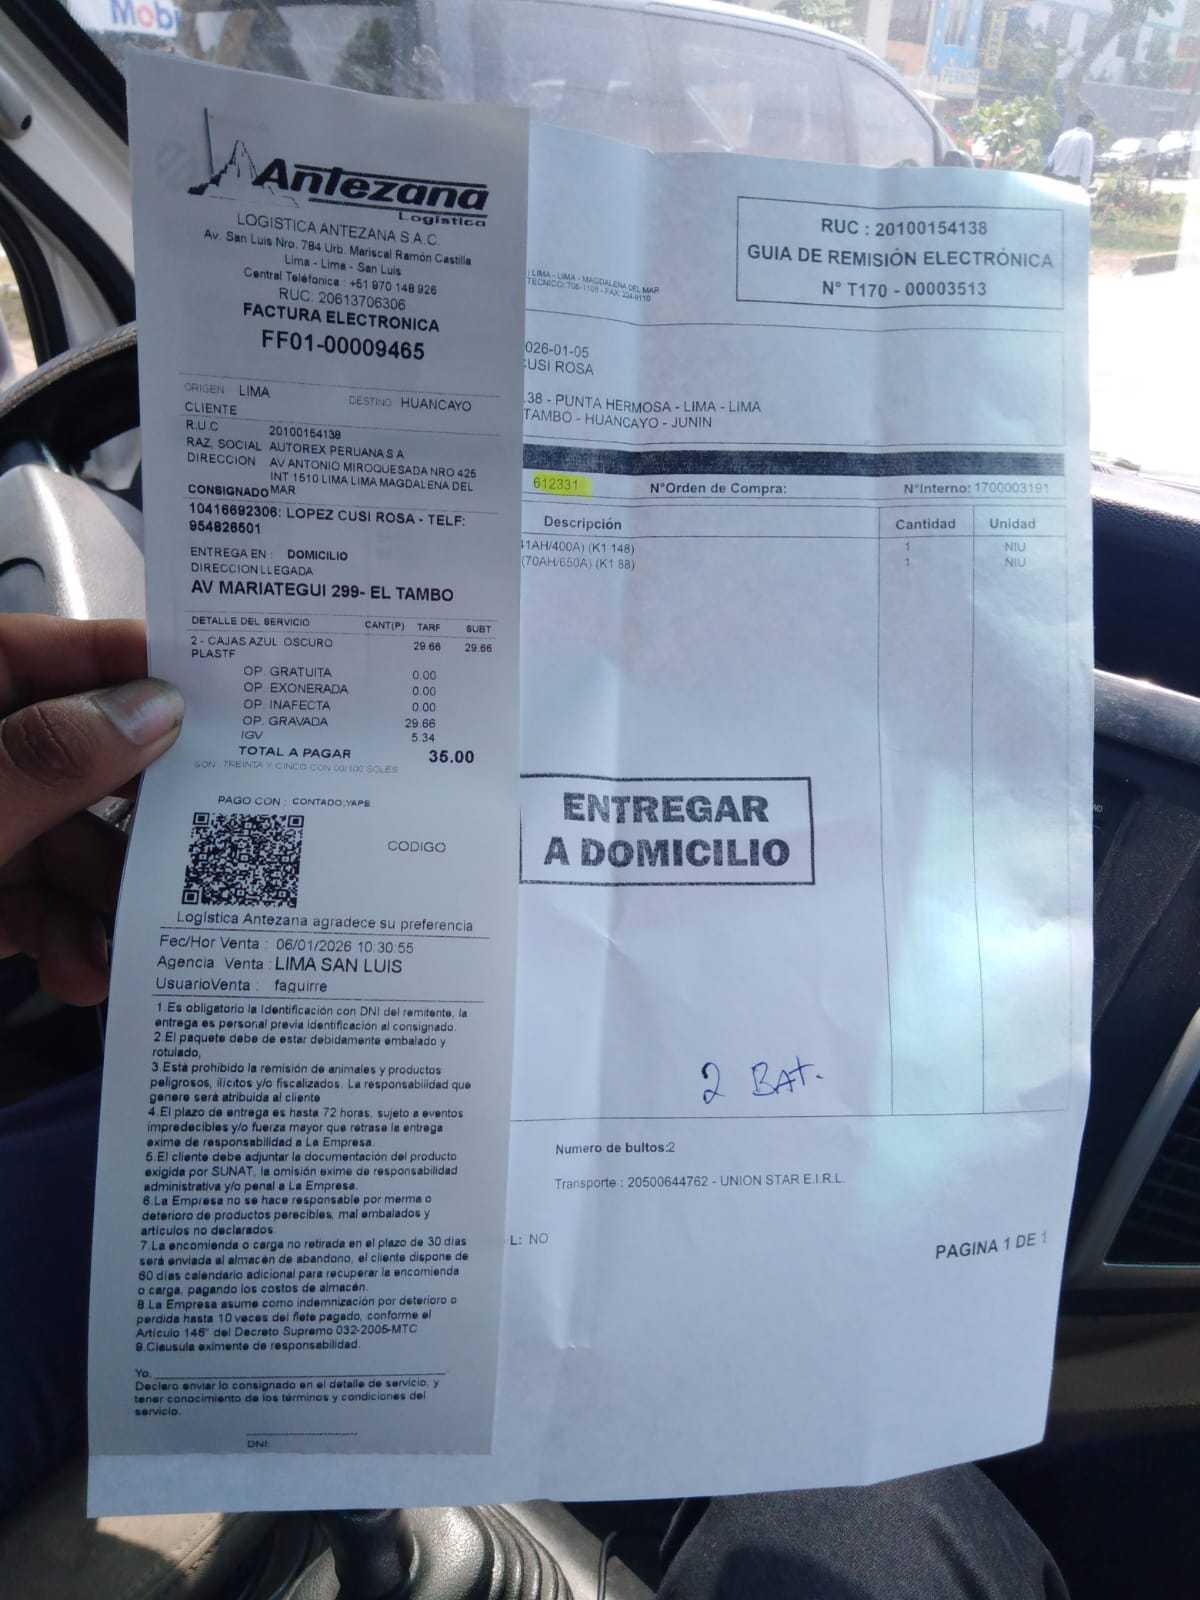 Mobi
Antezana
Logística
LOGISTICA ANTEZANA S.A.C.
Av. San Luis Nro. 784 Urb. Mariscal Ramón Castilla
Lima - Lima - San Luis
Central Teléfonica : +51 970 148 926
RUC: 20613706306
FACTURA ELECTRONICA
FF01-00009465
ORIGEN LIMA DESTINO HUANCAYO
CLIENTE
R.U.C 20100154138
RAZ. SOCIAL AUTOREX PERUANA S A
DIRECCION AV ANTONIO MIROQUESADA NRO 425
INT 1510 LIMA LIMA MAGDALENA DEL
MAR
CONSIGNADO
10416692306: LOPEZ CUSI ROSA - TELF:
954826501
ENTREGA EN : DOMICILIO
DIRECCION LLEGADA
AV MARIATEGUI 299- EL TAMBO
DETALLE DEL SERVICIO CANT(P) TARF SUBT
2 - CAJAS AZUL OSCURO 29.66 29.66
PLASTF
OP. GRATUITA 0.00
OP. EXONERADA 0.00
OP. INAFECTA 0.00
OP. GRAVADA 29.66
IGV 5.34
TOTAL A PAGAR 35.00
SON : TREINTA Y CINCO CON 00/100 SOLES
PAGO CON : CONTADO,YAPE
CODIGO
Logística Antezana agradece su preferencia
Fec/Hor Venta : 06/01/2026 10:30:55
Agencia Venta : LIMA SAN LUIS
UsuarioVenta : faguirre
1.Es obligatorio la Identificación con DNI del remitente, la
entrega es personal previa identificación al consignado.
2.El paquete debe de estar debidamente embalado y
rotulado,
3.Está prohibido la remisión de animales y productos
peligrosos, ilícitos y/o fiscalizados. La responsabilidad que
genere será atribuida al cliente
4.El plazo de entrega es hasta 72 horas, sujeto a eventos
impredecibles y/o fuerza mayor que retrase la entrega
exime de responsabilidad a La Empresa.
5.El cliente debe adjuntar la documentación del producto
exigida por SUNAT, la omisión exime de responsabilidad
administrativa y/o penal a La Empresa.
6.La Empresa no se hace responsable por merma o
deterioro de productos perecibles, mal embalados y
artículos no declarados.
7.La encomienda o carga no retirada en el plazo de 30 días
será enviada al almacén de abandono, el cliente dispone de
60 días calendario adicional para recuperar la encomienda
o carga, pagando los costos de almacén.
8.La Empresa asume como indemnización por deterioro o
perdida hasta 10 veces del flete pagado, conforme el
Artículo 145° del Decreto Supremo 032-2005-MTC
9.Clausula eximente de responsabilidad.
Yo,
Declaro enviar lo consignado en el detalle de servicio, y
tener conocimiento de los términos y condiciones del
servicio.
DNI:
RUC : 20100154138
GUIA DE REMISIÓN ELECTRÓNICA
N° T170 - 00003513
LIMA - LIMA - MAGDALENA DEL MAR
026-01-05
CUSI ROSA
38 - PUNTA HERMOSA - LIMA - LIMA
TAMBO - HUANCAYO - JUNIN
612331 N°Orden de Compra: N°Interno: 1700003191
Descripción Cantidad Unidad
41AH/400A) (K1 148) 1 NIU
(70AH/650A) (K1 88) 1 NIU
ENTREGAR
A DOMICILIO
2 BAT.
Numero de bultos:2
Transporte : 20500644762 - UNION STAR E.I.R.L.
L: NO
PAGINA 1 DE 1